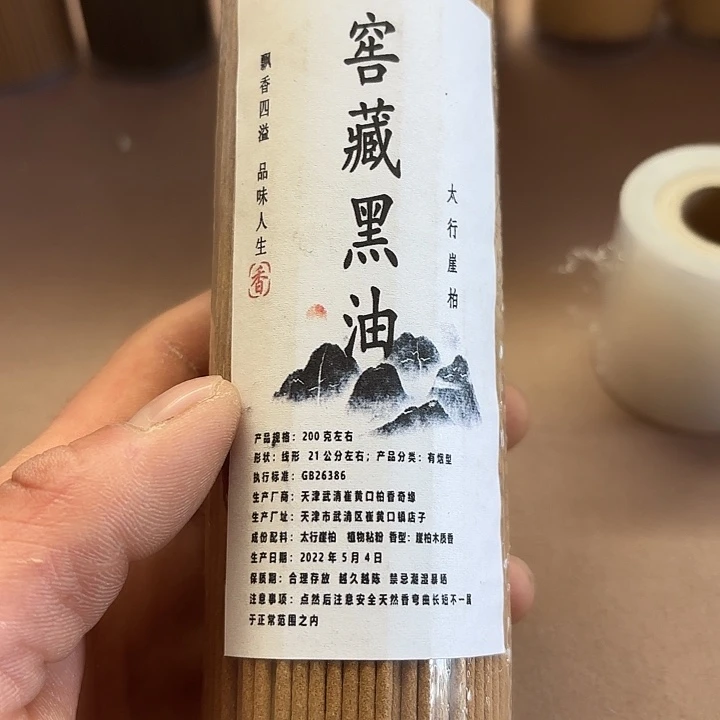 窖藏黑油
太行崖柏
飘香四溢 品味人生
香
产品规格：200克左右
形状：线形 21公分左右；产品分类：有烟型
执行标准：GB26386
生产厂商：天津武清崔黄口柏香奇缘
生产厂址：天津市武清区崔黄口镇店子
成份配料：太行崖柏 植物粘粉 香型：崖柏木质香
生产日期：2022年5月4日
保质期：合理存放 越久越陈 禁忌潮湿暴晒
注意事项：点然后注意安全天然香弯曲长短不一属
于正常范围之内